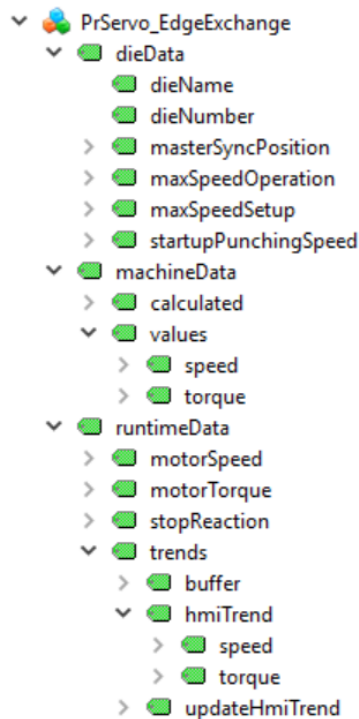 PrServo_EdgeExchange
dieData
dieName
dieNumber
masterSyncPosition
maxSpeedOperation
maxSpeedSetup
startupPunchingSpeed
machineData
calculated
values
speed
torque
runtimeData
motorSpeed
motorTorque
stopReaction
trends
buffer
hmiTrend
speed
torque
updateHmiTrend